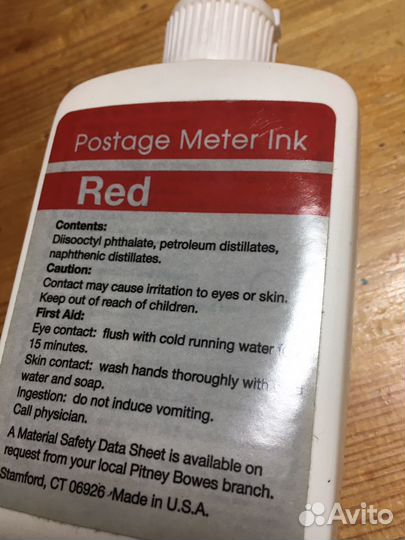 Postage Meter Ink
Red
Contents:
Diisooctyl phthalate, petroleum distillates,
naphthenic distillates.
Caution:
Contact may cause irritation to eyes or skin.
Keep out of reach of children.
First Aid:
Eye contact: flush with cold running water
15 minutes.
Skin contact: wash hands thoroughly with
water and soap.
Ingestion: do not induce vomiting.
Call physician.
A Material Safety Data Sheet is available on
request from your local Pitney Bowes branch.
Stamford, CT 06926 Made in U.S.A.
Avito